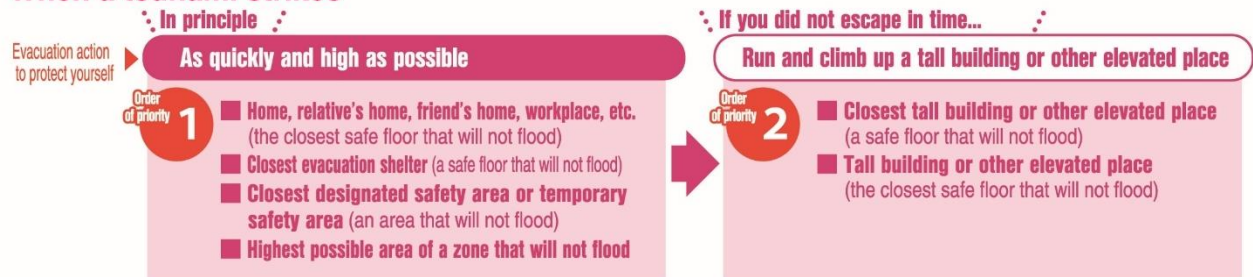 In principle
If you did not escape in time...
Evacuation action
to protect yourself
As quickly and high as possible
Run and climb up a tall building or other elevated place
Order
of priority
1
Home, relative's home, friend's home, workplace, etc.
(the closest safe floor that will not flood)
Closest evacuation shelter (a safe floor that will not flood)
Closest designated safety area or temporary
safety area (an area that will not flood)
Highest possible area of a zone that will not flood
Order
of priority
2
Closest tall building or other elevated place
(a safe floor that will not flood)
Tall building or other elevated place
(the closest safe floor that will not flood)